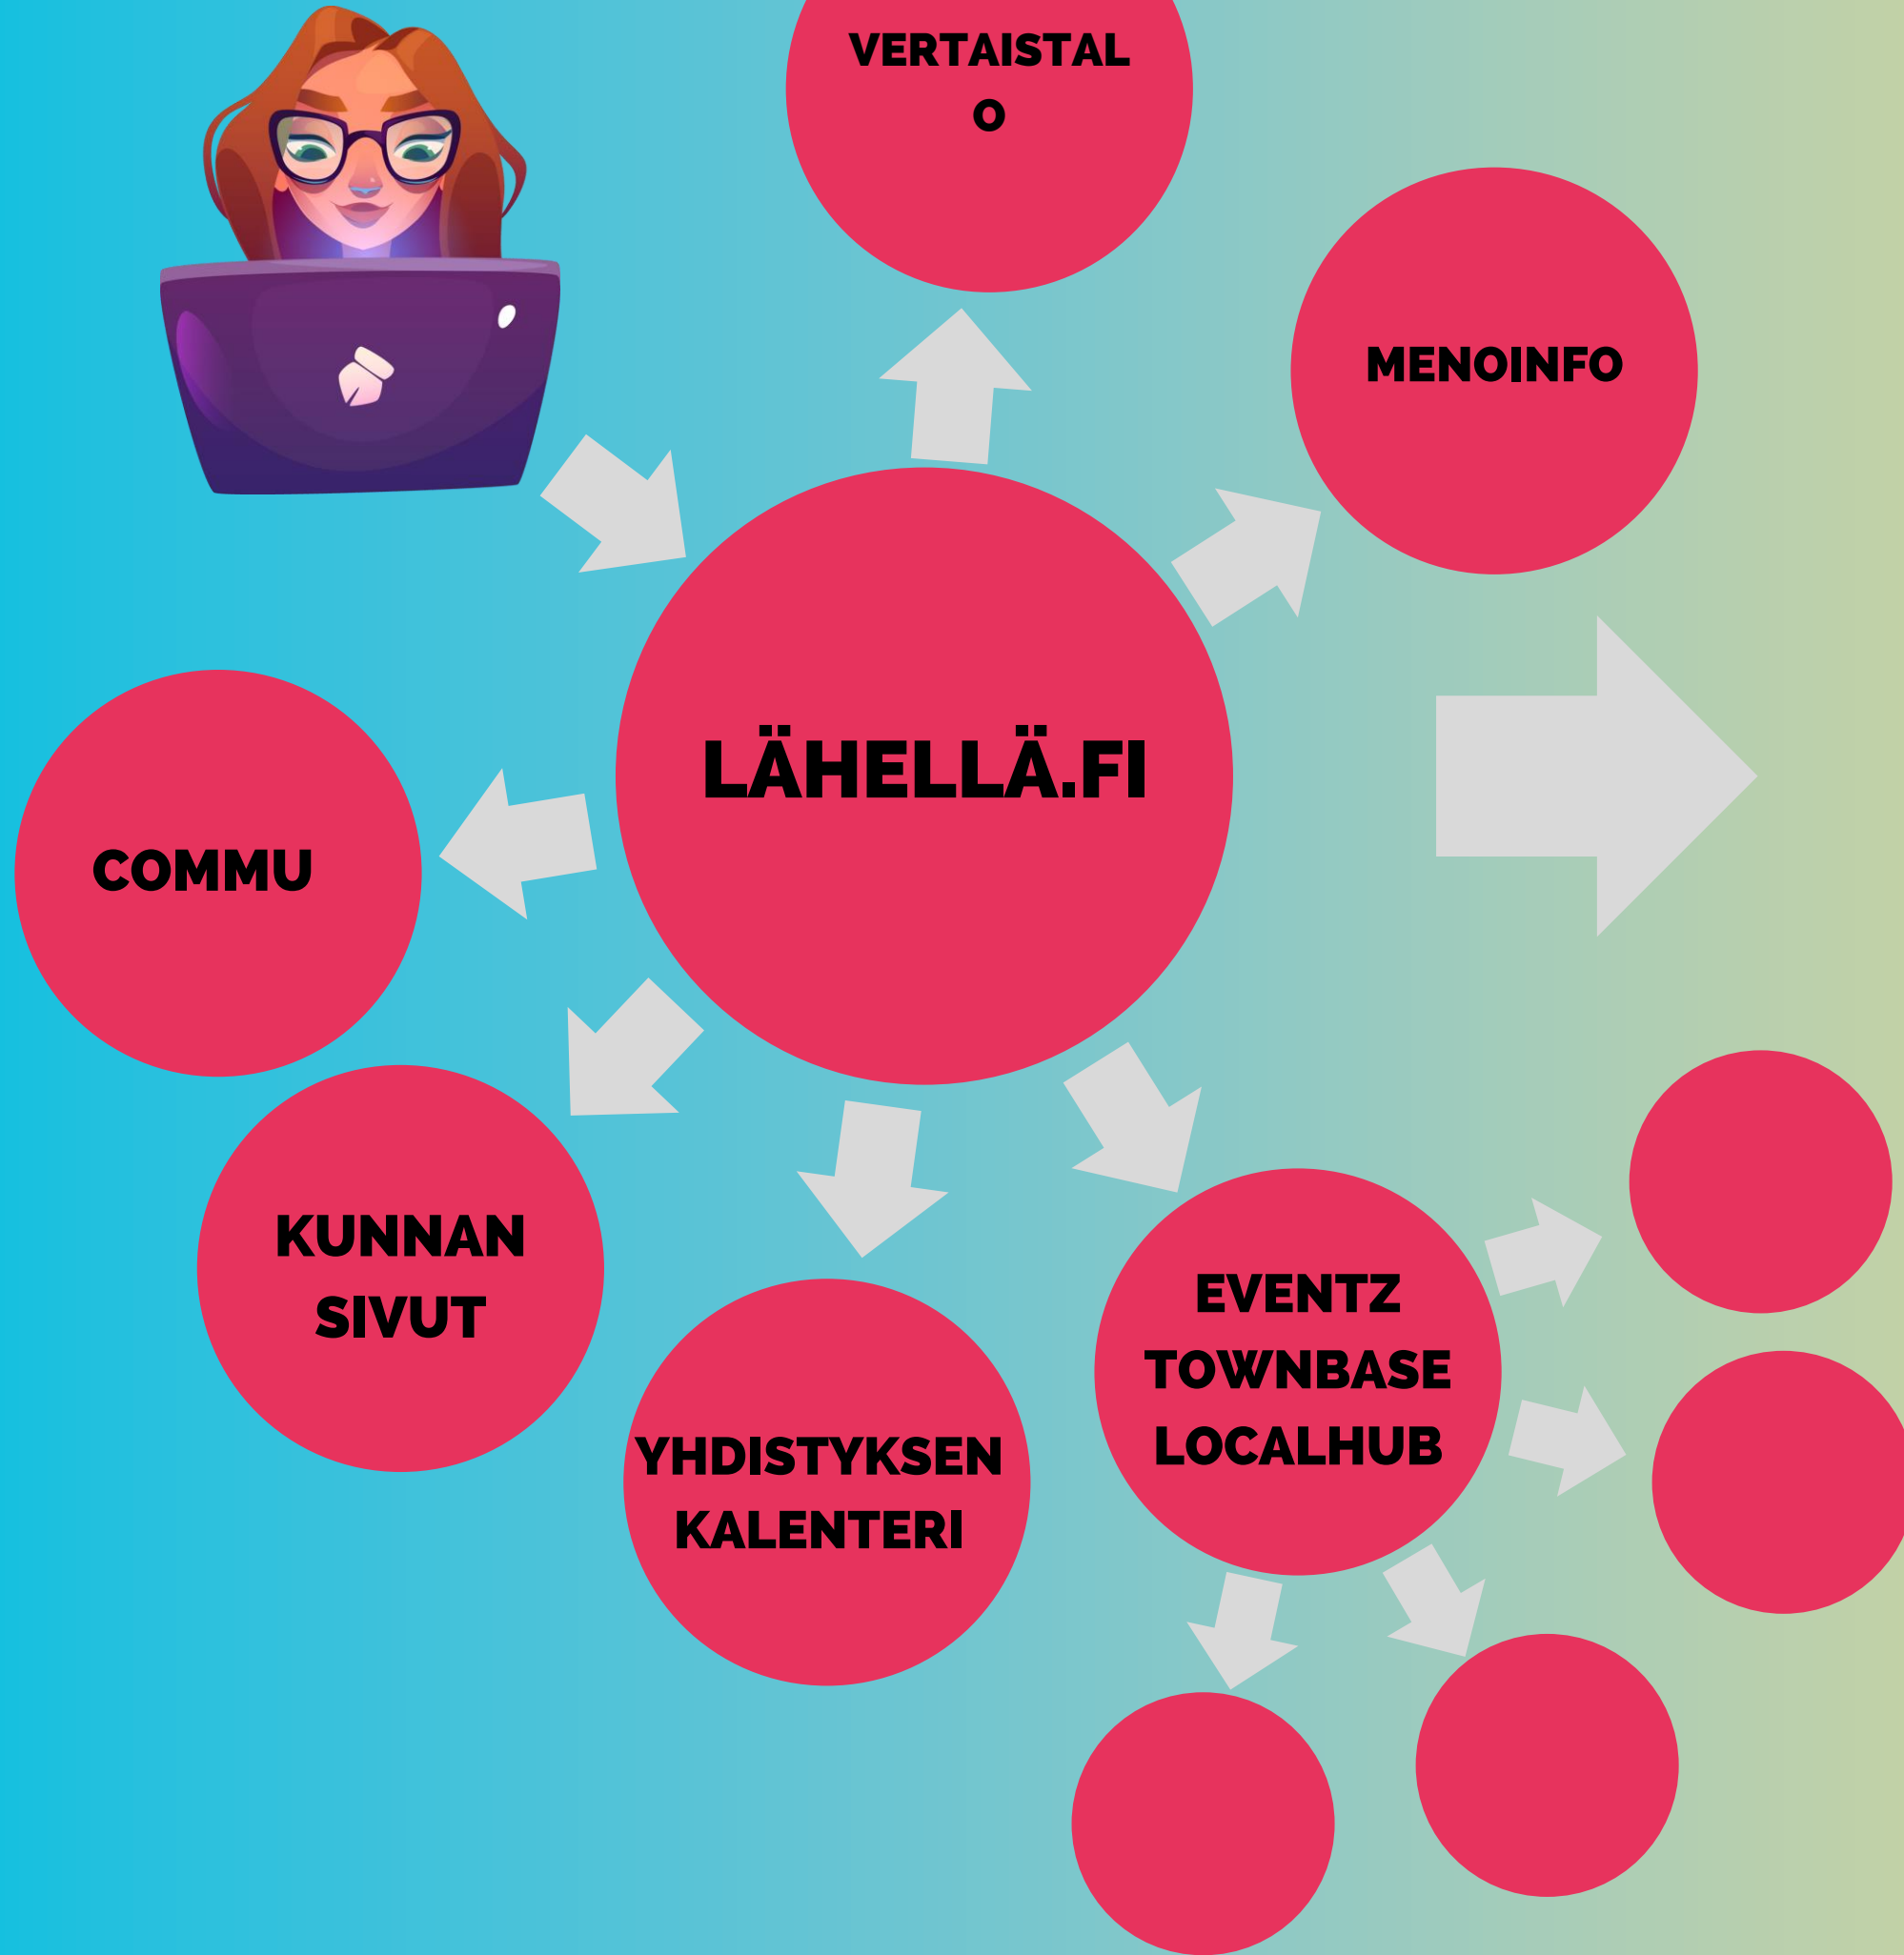 VERTAISTAL
O
MENOINFO
LÄHELLÄ.FI
COMMU
KUNNAN
SIVUT
YHDISTYKSEN
KALENTERI
EVENTZ
TOWNBASE
LOCALHUB